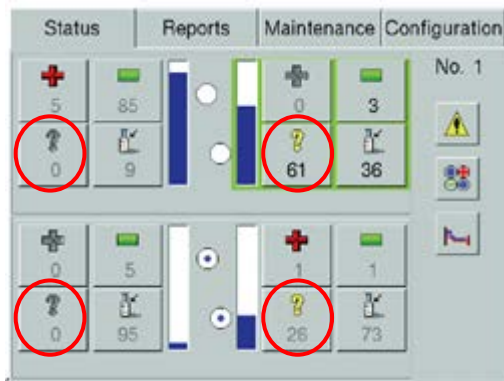 Status Reports Maintenance Configuration
No. 1
5 85 0 3
? ?
0 9 61 36
0 5 1 1
? ?
0 95 26 73